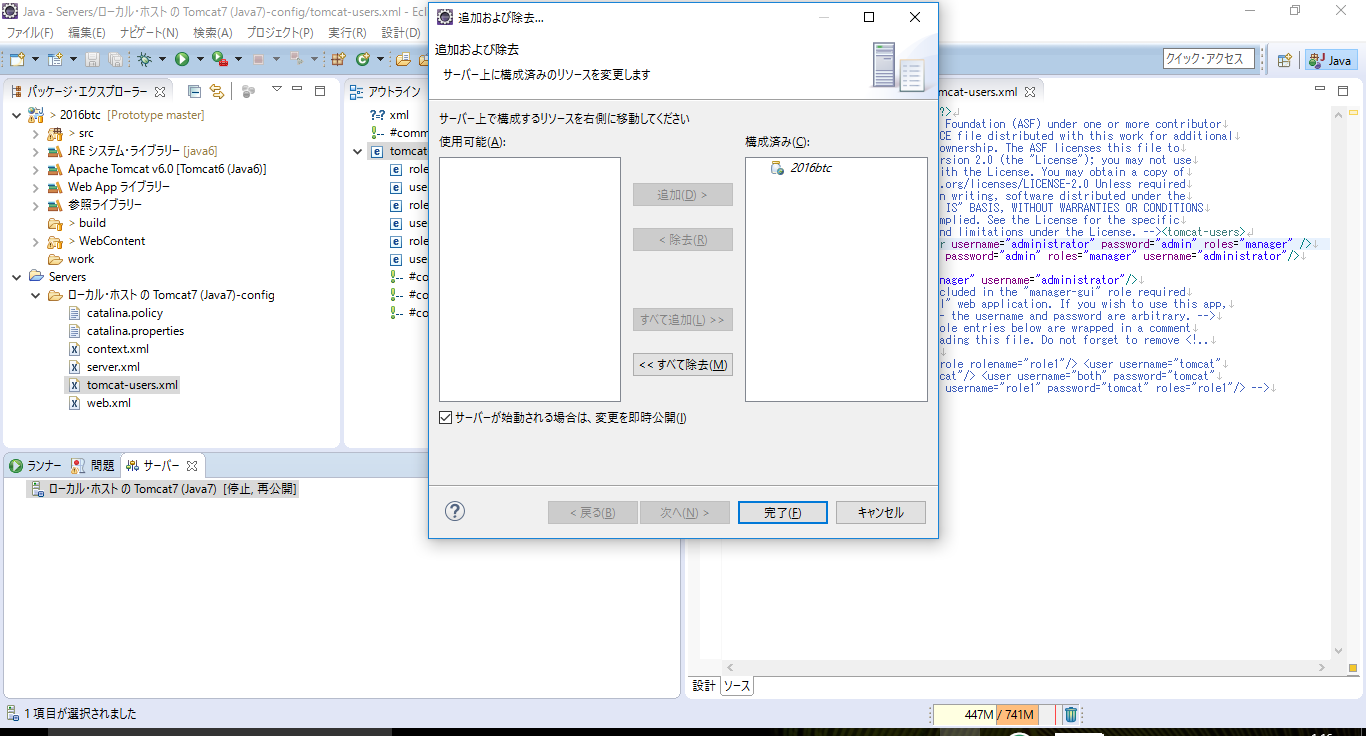 Java - Servers/ローカル・ホスト の Tomcat7 (Java7)-config/tomcat-users.xml - Ecl
ファイル(F) 編集(E) ナビゲート(N) 検索(A) プロジェクト(P) 実行(R) 設計(D)
クイック・アクセス
Java
パッケージ・エクスプローラー
> 2016btc [Prototype master]
> src
JRE システム・ライブラリー [java6]
Apache Tomcat v6.0 [Tomcat6 (Java6)]
Web App ライブラリー
参照ライブラリー
> build
> WebContent
work
Servers
ローカル・ホスト の Tomcat7 (Java7)-config
catalina.policy
catalina.properties
context.xml
server.xml
tomcat-users.xml
web.xml
アウトライン
?-? xml
!-- #comm
tomcat
role
use
role
use
role
use
!-- #co
!-- #co
!-- #co
追加および除去...
追加および除去
サーバー上に構成済みのリソースを変更します
サーバー上で構成するリソースを右側に移動してください
使用可能(A):
構成済み(C):
2016btc
追加(D) >
< 除去(R)
すべて追加(L) >>
<< すべて除去(M)
サーバーが始動される場合は、変更を即時公開(I)
< 戻る(B)
次へ(N) >
完了(F)
キャンセル
mcat-users.xml
?>
Foundation (ASF) under one or more contributor
CE file distributed with this work for additional
ownership. The ASF licenses this file to
ersion 2.0 (the "License"); you may not use
with the License. You may obtain a copy of
.org/licenses/LICENSE-2.0 Unless required
n writing, software distributed under the
IS" BASIS, WITHOUT WARRANTIES OR CONDITIONS
mplied. See the License for the specific
nd limitations under the License. --><tomcat-users>
r username="administrator" password="admin" roles="manager" />
password="admin" roles="manager" username="administrator"/>
nager" username="administrator"/>
cluded in the "manager-gui" role required
l" web application. If you wish to use this app,
- the username and password are arbitrary. -->
ole entries below are wrapped in a comment
ading this file. Do not forget to remove <!..
role rolename="role1"/> <user username="tomcat"
cat"/> <user username="both" password="tomcat"
username="role1" password="tomcat" roles="role1"/> -->
設計 ソース
ランナー 問題 サーバー
ローカル・ホスト の Tomcat7 (Java7) [停止, 再公開]
1 項目が選択されました
447M / 741M